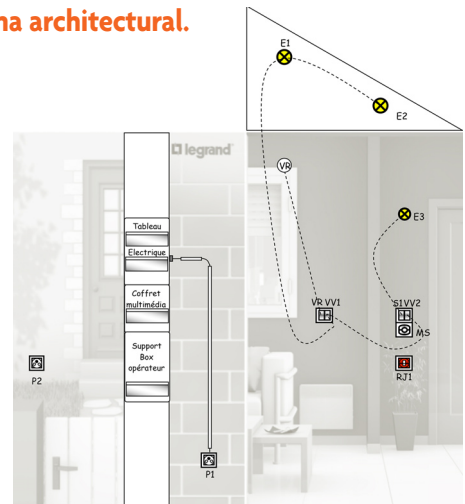 na architectural.
E1
E2
legrand
VR
E3
Tableau
Electrique
Coffret
multimédia
VR VV1
S1VV2
MS
Support
Box
opérateur
P2
RJ1
P1